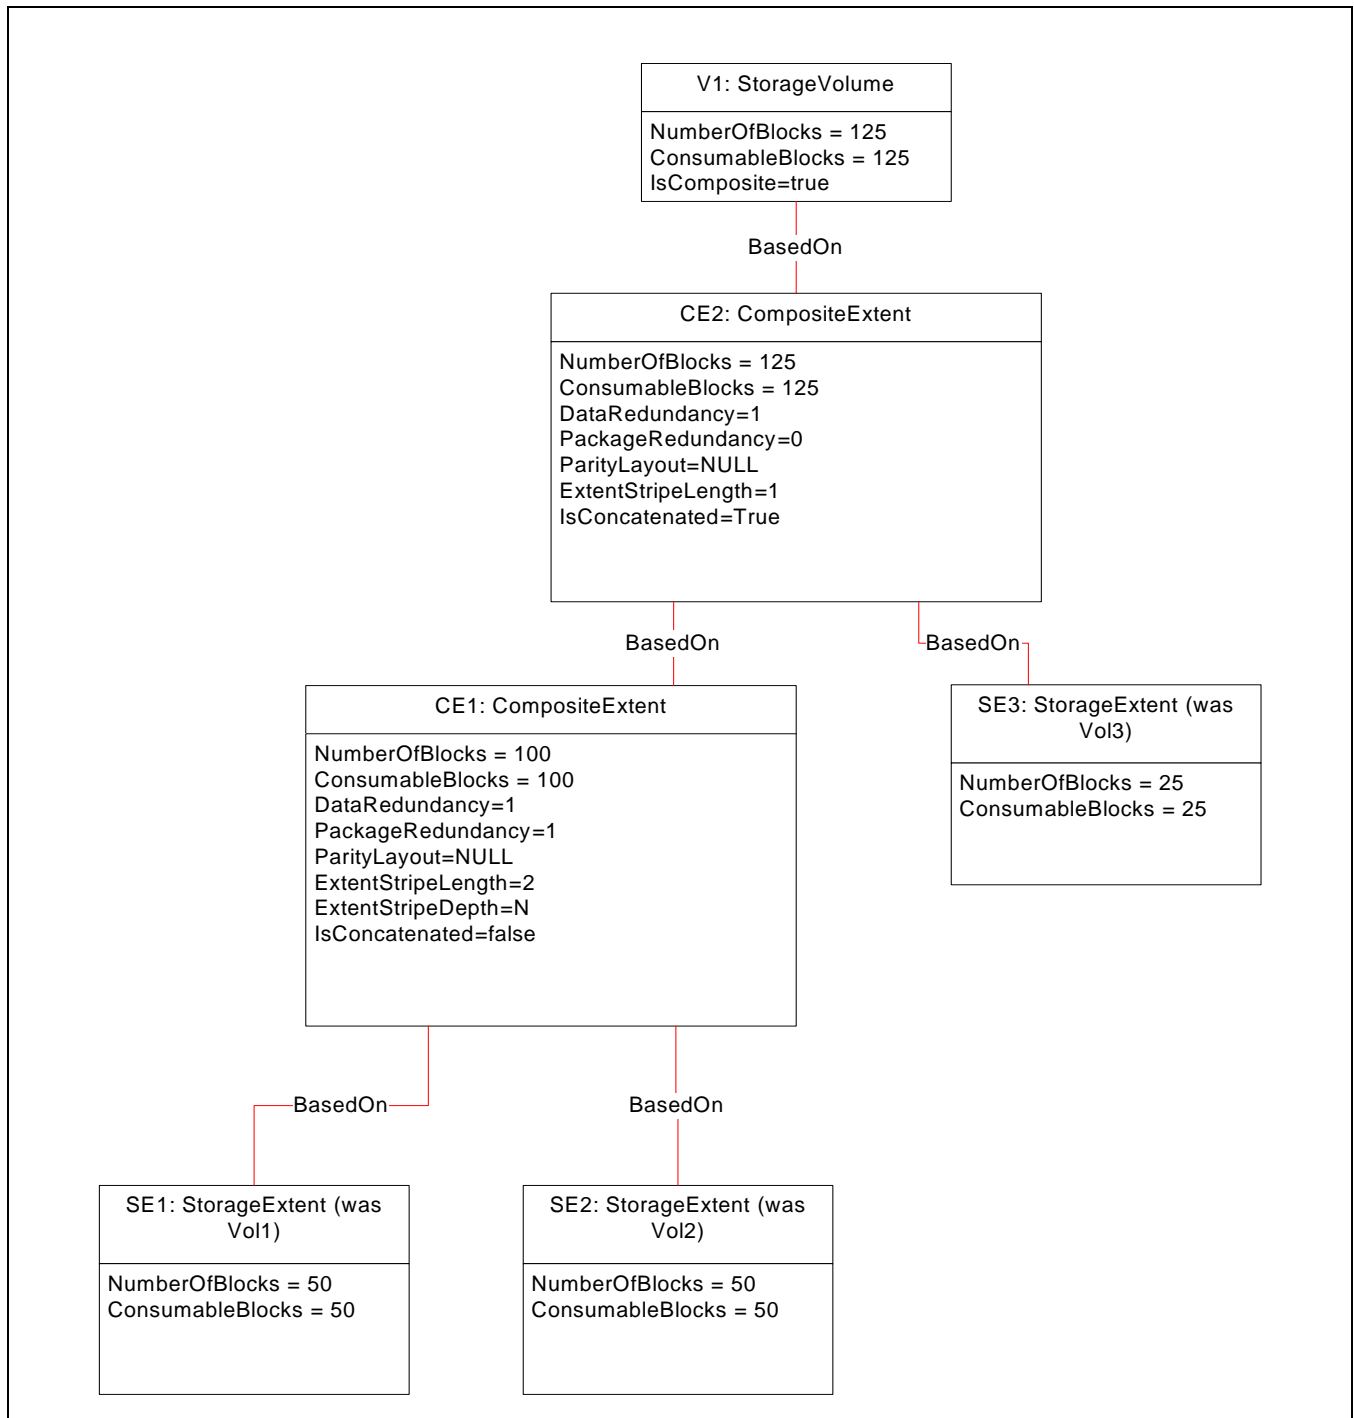 V1: StorageVolume
NumberOfBlocks = 125
ConsumableBlocks = 125
IsComposite=true
BasedOn
CE2: CompositeExtent
NumberOfBlocks = 125
ConsumableBlocks = 125
DataRedundancy=1
PackageRedundancy=0
ParityLayout=NULL
ExtentStripeLength=1
IsConcatenated=True
BasedOn
BasedOn
CE1: CompositeExtent
NumberOfBlocks = 100
ConsumableBlocks = 100
DataRedundancy=1
PackageRedundancy=1
ParityLayout=NULL
ExtentStripeLength=2
ExtentStripeDepth=N
IsConcatenated=false
SE3: StorageExtent (was
Vol3)
NumberOfBlocks = 25
ConsumableBlocks = 25
BasedOn
BasedOn
SE1: StorageExtent (was
Vol1)
NumberOfBlocks = 50
ConsumableBlocks = 50
SE2: StorageExtent (was
Vol2)
NumberOfBlocks = 50
ConsumableBlocks = 50